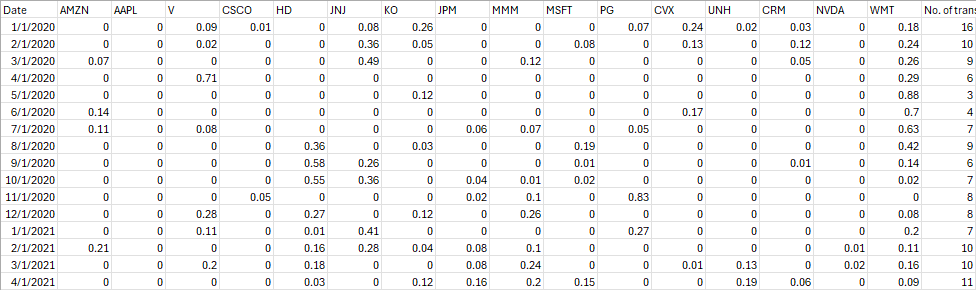 Date AMZN AAPL V CSCO HD JNJ KO JPM MMM MSFT PG CVX UNH CRM NVDA WMT No. of trans
1/1/2020 0 0 0.09 0.01 0 0.08 0.26 0 0 0 0.07 0.24 0.02 0.03 0 0.18 16
2/1/2020 0 0 0.02 0 0 0.36 0.05 0 0 0.08 0 0.13 0 0.12 0 0.24 10
3/1/2020 0.07 0 0 0 0 0.49 0 0 0.12 0 0 0 0 0.05 0 0.26 9
4/1/2020 0 0 0.71 0 0 0 0 0 0 0 0 0 0 0 0 0.29 6
5/1/2020 0 0 0 0 0 0 0.12 0 0 0 0 0 0 0 0 0.88 3
6/1/2020 0.14 0 0 0 0 0 0 0 0 0 0 0.17 0 0 0 0.7 4
7/1/2020 0.11 0 0.08 0 0 0 0 0.06 0.07 0 0.05 0 0 0 0 0.63 7
8/1/2020 0 0 0 0 0.36 0 0.03 0 0 0.19 0 0 0 0 0 0.42 9
9/1/2020 0 0 0 0 0.58 0.26 0 0 0 0.01 0 0 0 0.01 0 0.14 6
10/1/2020 0 0 0 0 0.55 0.36 0 0.04 0.01 0.02 0 0 0 0 0 0.02 7
11/1/2020 0 0 0 0.05 0 0 0 0.02 0.1 0 0.83 0 0 0 0 0 8
12/1/2020 0 0 0.28 0 0.27 0 0.12 0 0.26 0 0 0 0 0 0 0.08 8
1/1/2021 0 0 0.11 0 0.01 0.41 0 0 0 0 0.27 0 0 0 0 0.2 7
2/1/2021 0.21 0 0 0 0.16 0.28 0.04 0.08 0.1 0 0 0 0 0 0.01 0.11 10
3/1/2021 0 0 0.2 0 0.18 0 0 0.08 0.24 0 0 0.01 0.13 0 0.02 0.16 10
4/1/2021 0 0 0 0 0.03 0 0.12 0.16 0.2 0.15 0 0 0.19 0.06 0 0.09 11